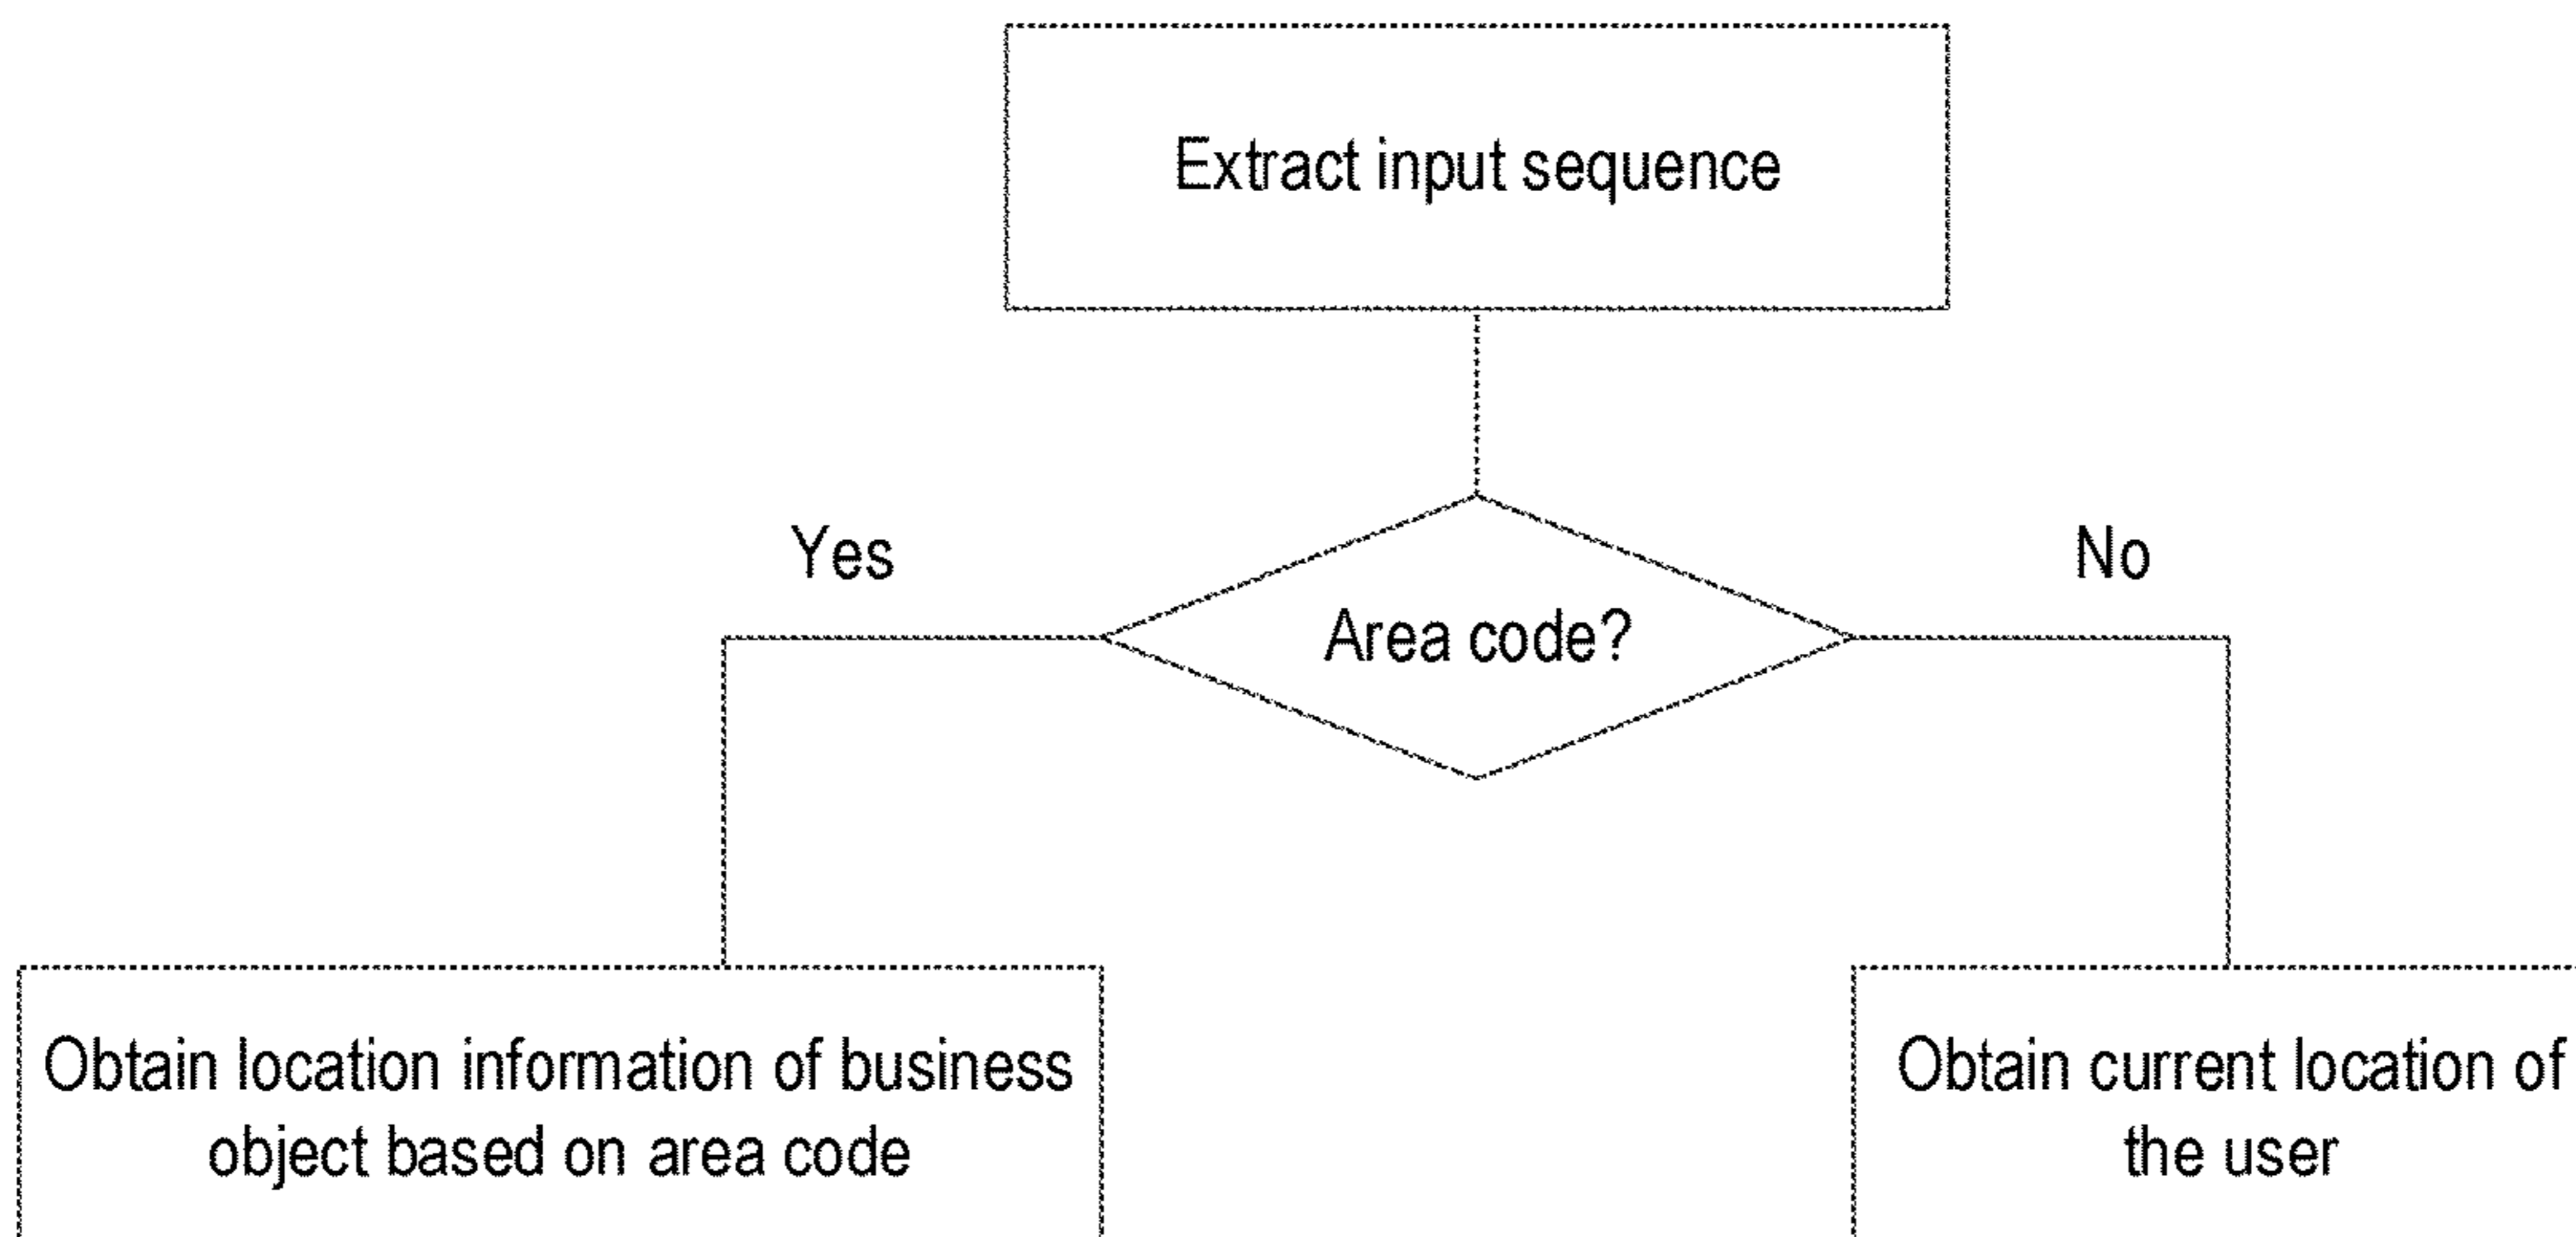 Extract input sequence
Yes
No
Area code?
Obtain location information of business
object based on area code
Obtain current location of
the user